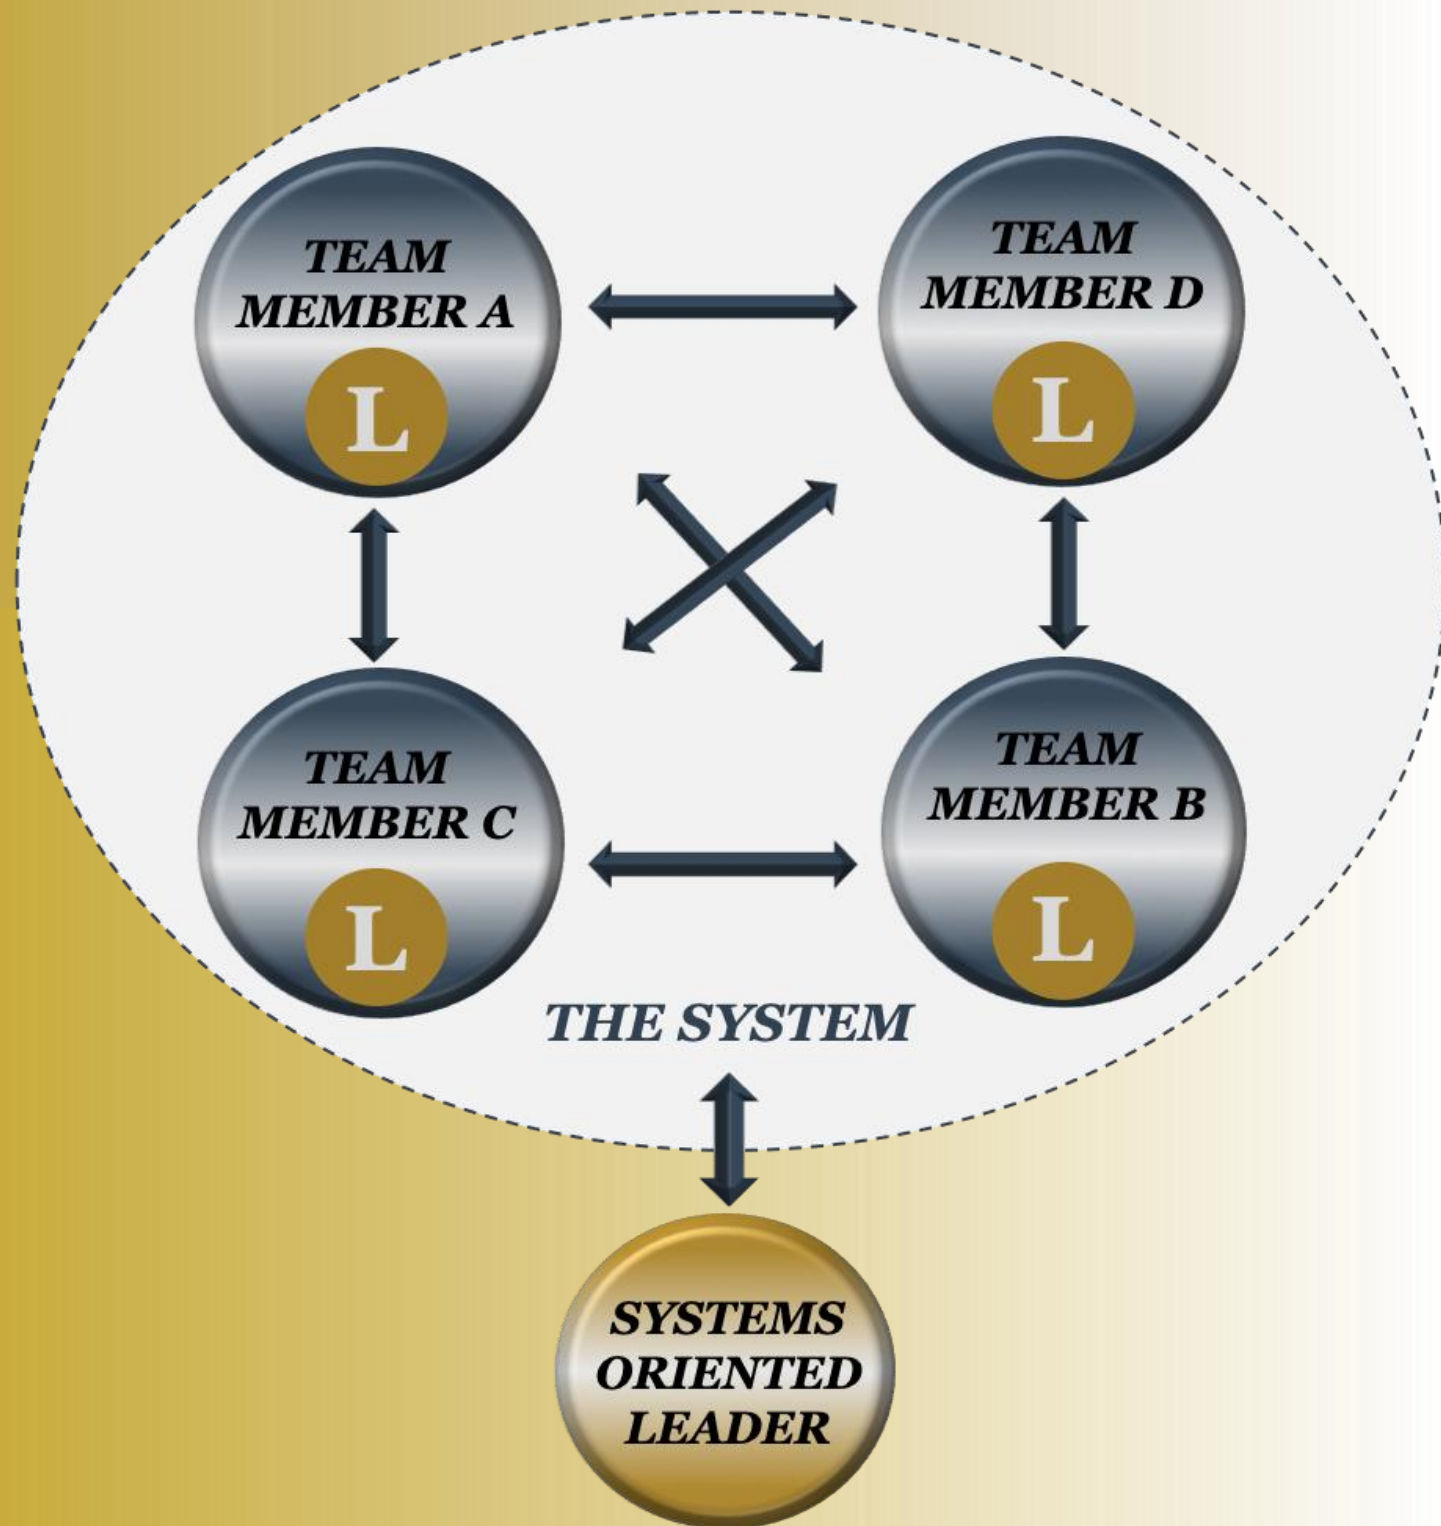 TEAM
MEMBER A
L
TEAM
MEMBER D
L
TEAM
MEMBER C
L
TEAM
MEMBER B
L
THE SYSTEM
SYSTEMS
ORIENTED
LEADER